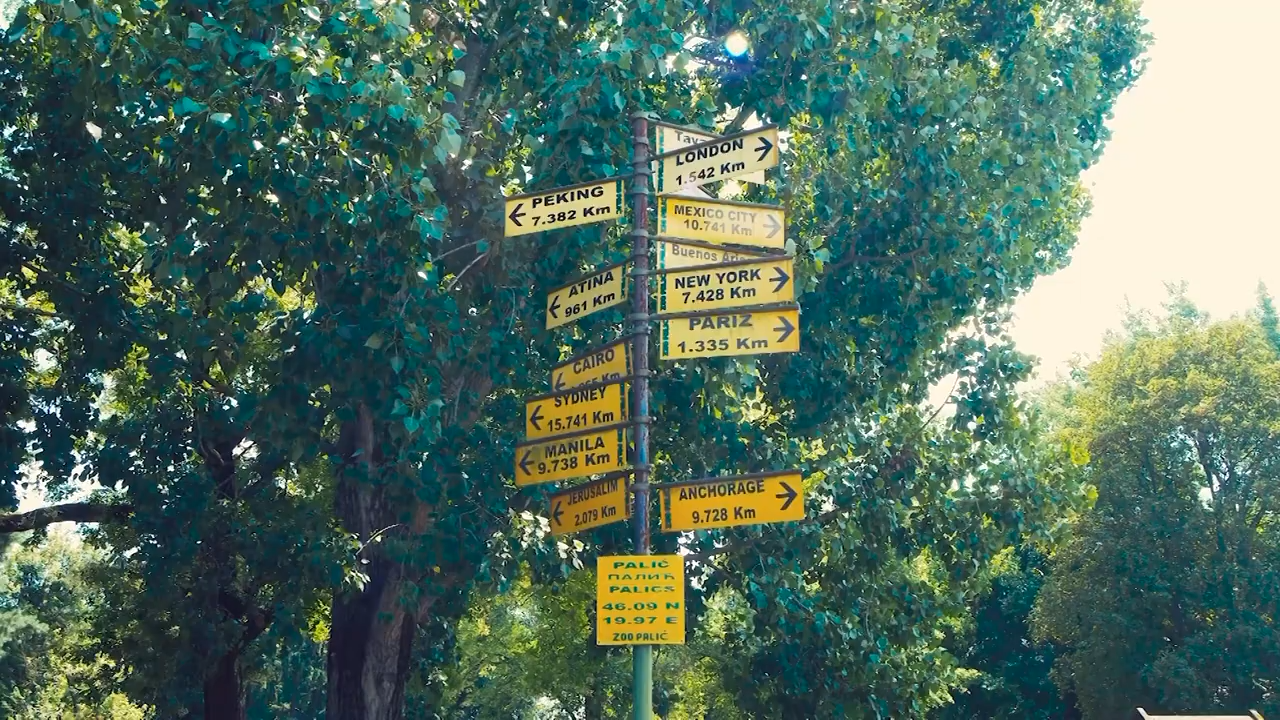 LONDON
1.542 Km
PEKING
7.382 Km
MEXICO CITY
10.741 Km
Buenos
ATINA
961 Km
NEW YORK
7.428 Km
PARIZ
1.335 Km
CAIRO
SYDNEY
15.741 Km
MANILA
9.738 Km
JERUSALIM
2.079 Km
ANCHORAGE
9.728 Km
PALIĆ
ПАЛИЋ
PALICS
46.09 N
19.97 E
ZOO PALIĆ